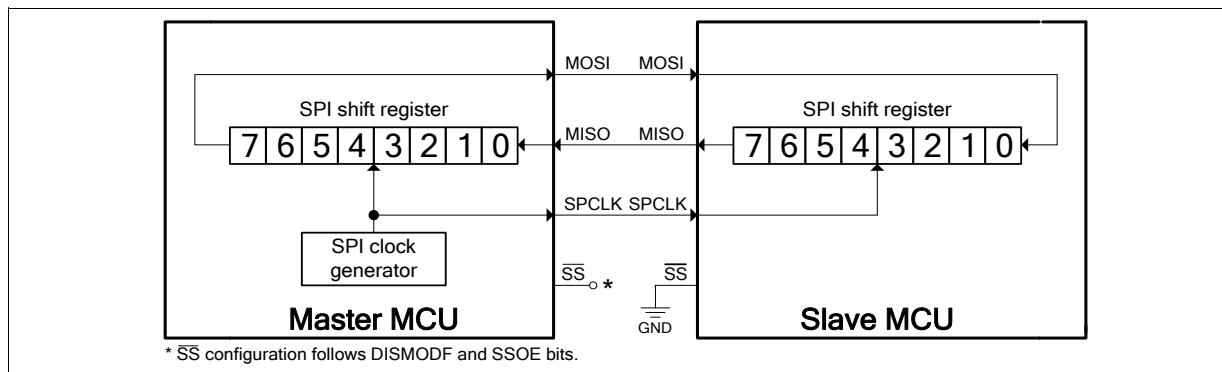 MOSI MOSI
SPI shift register SPI shift register
7 6 5 4 3 2 1 0 MISO MISO 7 6 5 4 3 2 1 0
SPCLK SPCLK
SPI clock
generator
SS * SS
GND
Master MCU Slave MCU
* SS configuration follows DISMODF and SSOE bits.